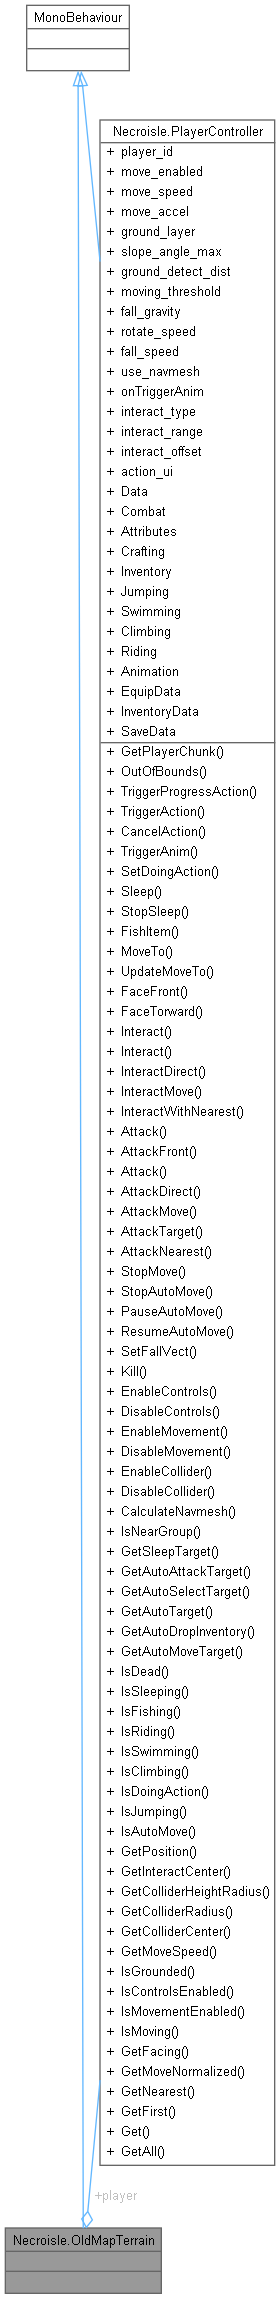 MonoBehaviour
Necroisle.PlayerController
+ player_id
+ move_enabled
+ move_speed
+ move_accel
+ ground_layer
+ slope_angle_max
+ ground_detect_dist
+ moving_threshold
+ fall_gravity
+ rotate_speed
+ fall_speed
+ use_navmesh
+ onTriggerAnim
+ interact_type
+ interact_range
+ interact_offset
+ action_ui
+ Data
+ Combat
+ Attributes
+ Crafting
+ Inventory
+ Jumping
+ Swimming
+ Climbing
+ Riding
+ Animation
+ EquipData
+ InventoryData
+ SaveData
+ GetPlayerChunk()
+ OutOfBounds()
+ TriggerProgressAction()
+ TriggerAction()
+ CancelAction()
+ TriggerAnim()
+ SetDoingAction()
+ Sleep()
+ StopSleep()
+ FishItem()
+ MoveTo()
+ UpdateMoveTo()
+ FaceFront()
+ FaceTorward()
+ Interact()
+ Interact()
+ InteractDirect()
+ InteractMove()
+ InteractWithNearest()
+ Attack()
+ AttackFront()
+ Attack()
+ AttackDirect()
+ AttackMove()
+ AttackTarget()
+ AttackNearest()
+ StopMove()
+ StopAutoMove()
+ PauseAutoMove()
+ ResumeAutoMove()
+ SetFallVect()
+ Kill()
+ EnableControls()
+ DisableControls()
+ EnableMovement()
+ DisableMovement()
+ EnableCollider()
+ DisableCollider()
+ CalculateNavmesh()
+ IsNearGroup()
+ GetSleepTarget()
+ GetAutoAttackTarget()
+ GetAutoSelectTarget()
+ GetAutoTarget()
+ GetAutoDropInventory()
+ GetAutoMoveTarget()
+ IsDead()
+ IsSleeping()
+ IsFishing()
+ IsRiding()
+ IsSwimming()
+ IsClimbing()
+ IsDoingAction()
+ IsJumping()
+ IsAutoMove()
+ GetPosition()
+ GetInteractCenter()
+ GetColliderHeightRadius()
+ GetColliderRadius()
+ GetColliderCenter()
+ GetMoveSpeed()
+ IsGrounded()
+ IsControlsEnabled()
+ IsMovementEnabled()
+ IsMoving()
+ GetFacing()
+ GetMoveNormalized()
+ GetNearest()
+ GetFirst()
+ Get()
+ GetAll()
+player
Necroisle.OldMapTerrain